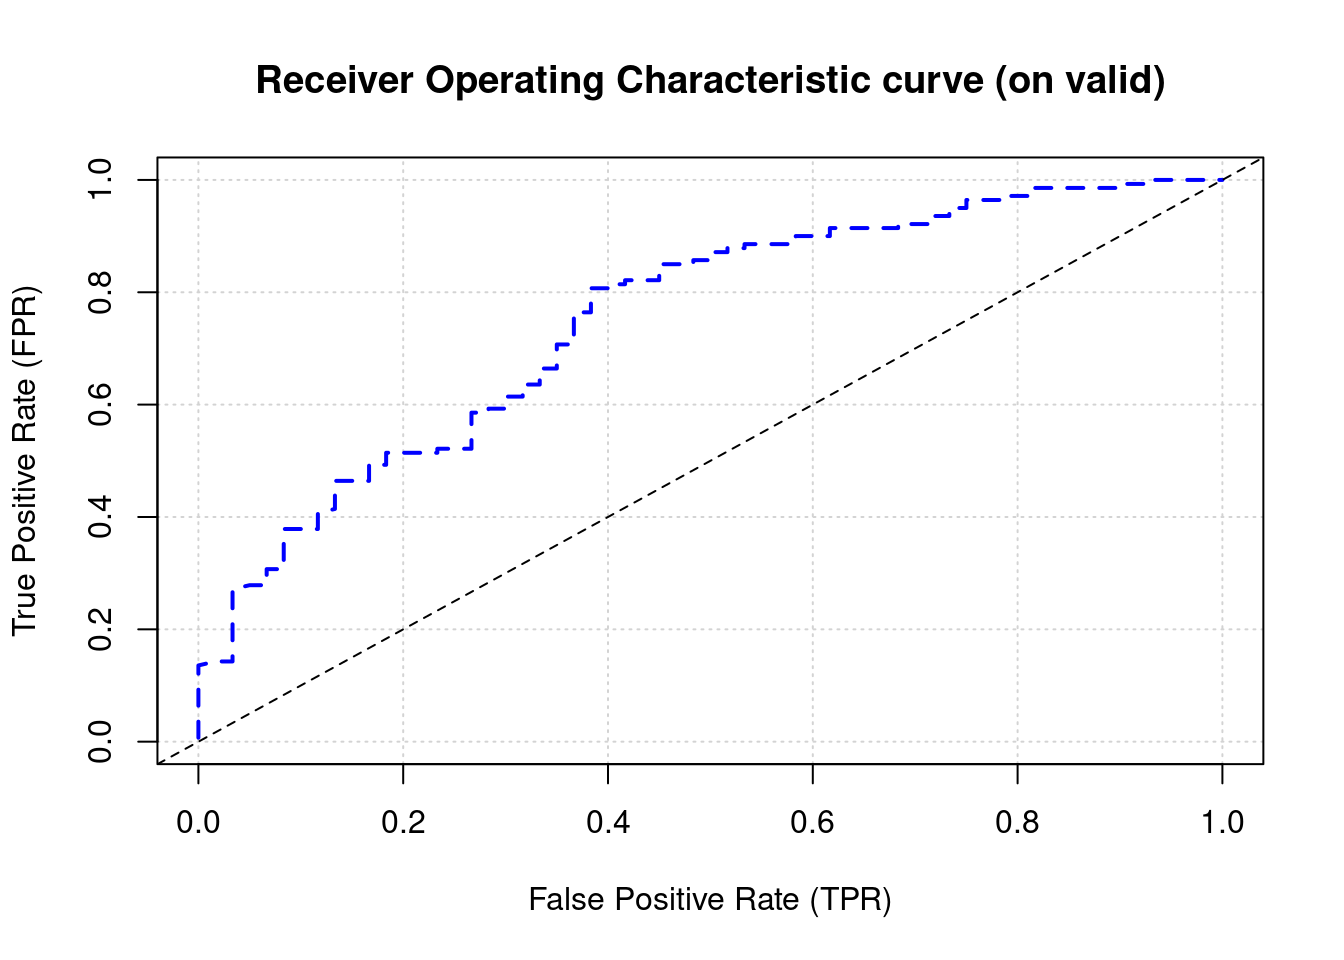 Receiver Operating Characteristic curve (on valid)
True Positive Rate (FPR)
1.0
0.8
0.6
0.4
0.2
0.0
0.0 0.2 0.4 0.6 0.8 1.0
False Positive Rate (TPR)